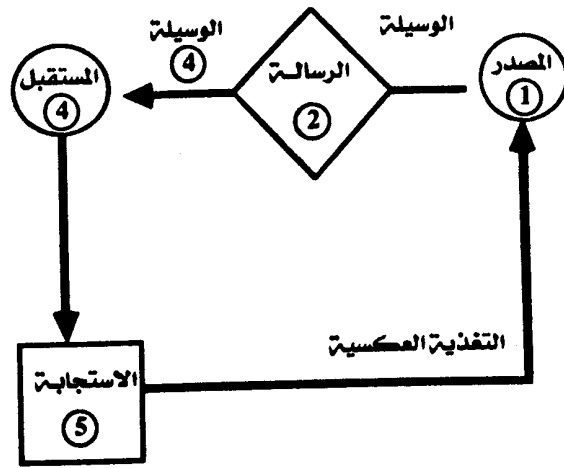 المصدر
1
الوسيلة
الرسالة
2
الوسيلة
4
المستقبل
4
الاستجابة
5
التغذية العكسية